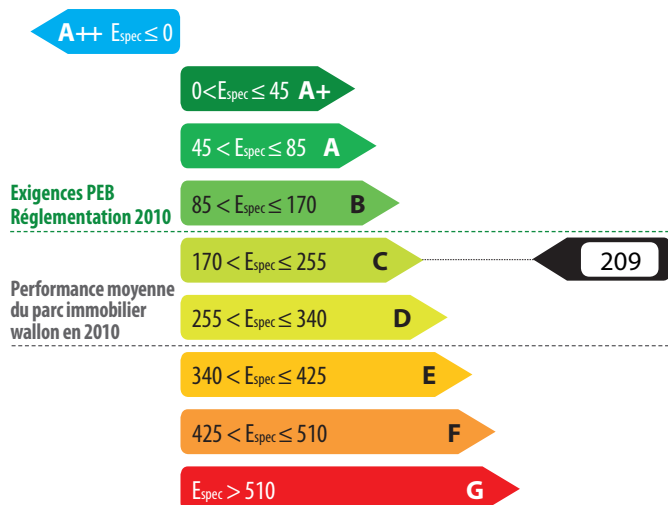 A++ Espec ≤ 0
0<Espec ≤ 45 A+
45 < Espec ≤ 85 A
Exigences PEB
Réglementation 2010
85 < Espec ≤ 170 B
170 < Espec ≤ 255 C
209
Performance moyenne
du parc immobilier
wallon en 2010
255 < Espec ≤ 340 D
340 < Espec ≤ 425 E
425 < Espec ≤ 510 F
Espec > 510 G